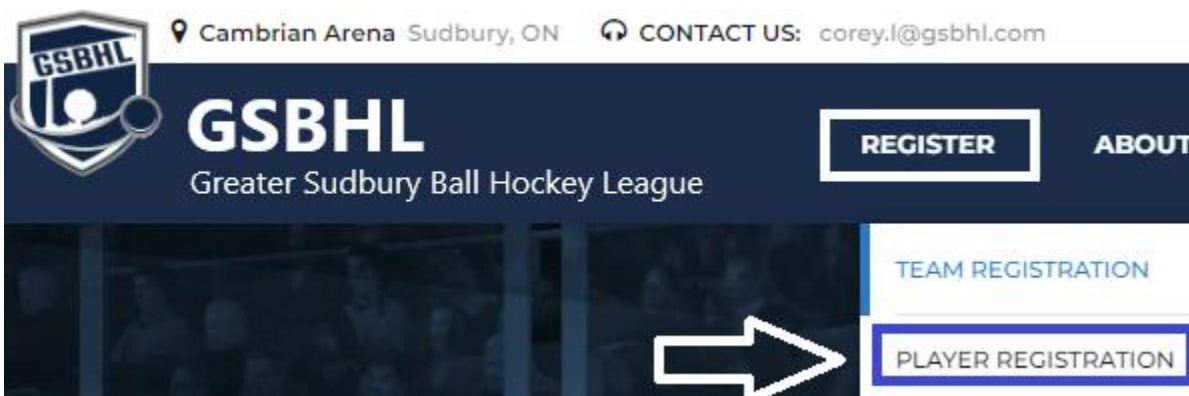 Cambrian Arena Sudbury, ON CONTACT US: corey.l@gsbhl.com
GSBHL
GSBHL
Greater Sudbury Ball Hockey League
REGISTER ABOUT
TEAM REGISTRATION
PLAYER REGISTRATION